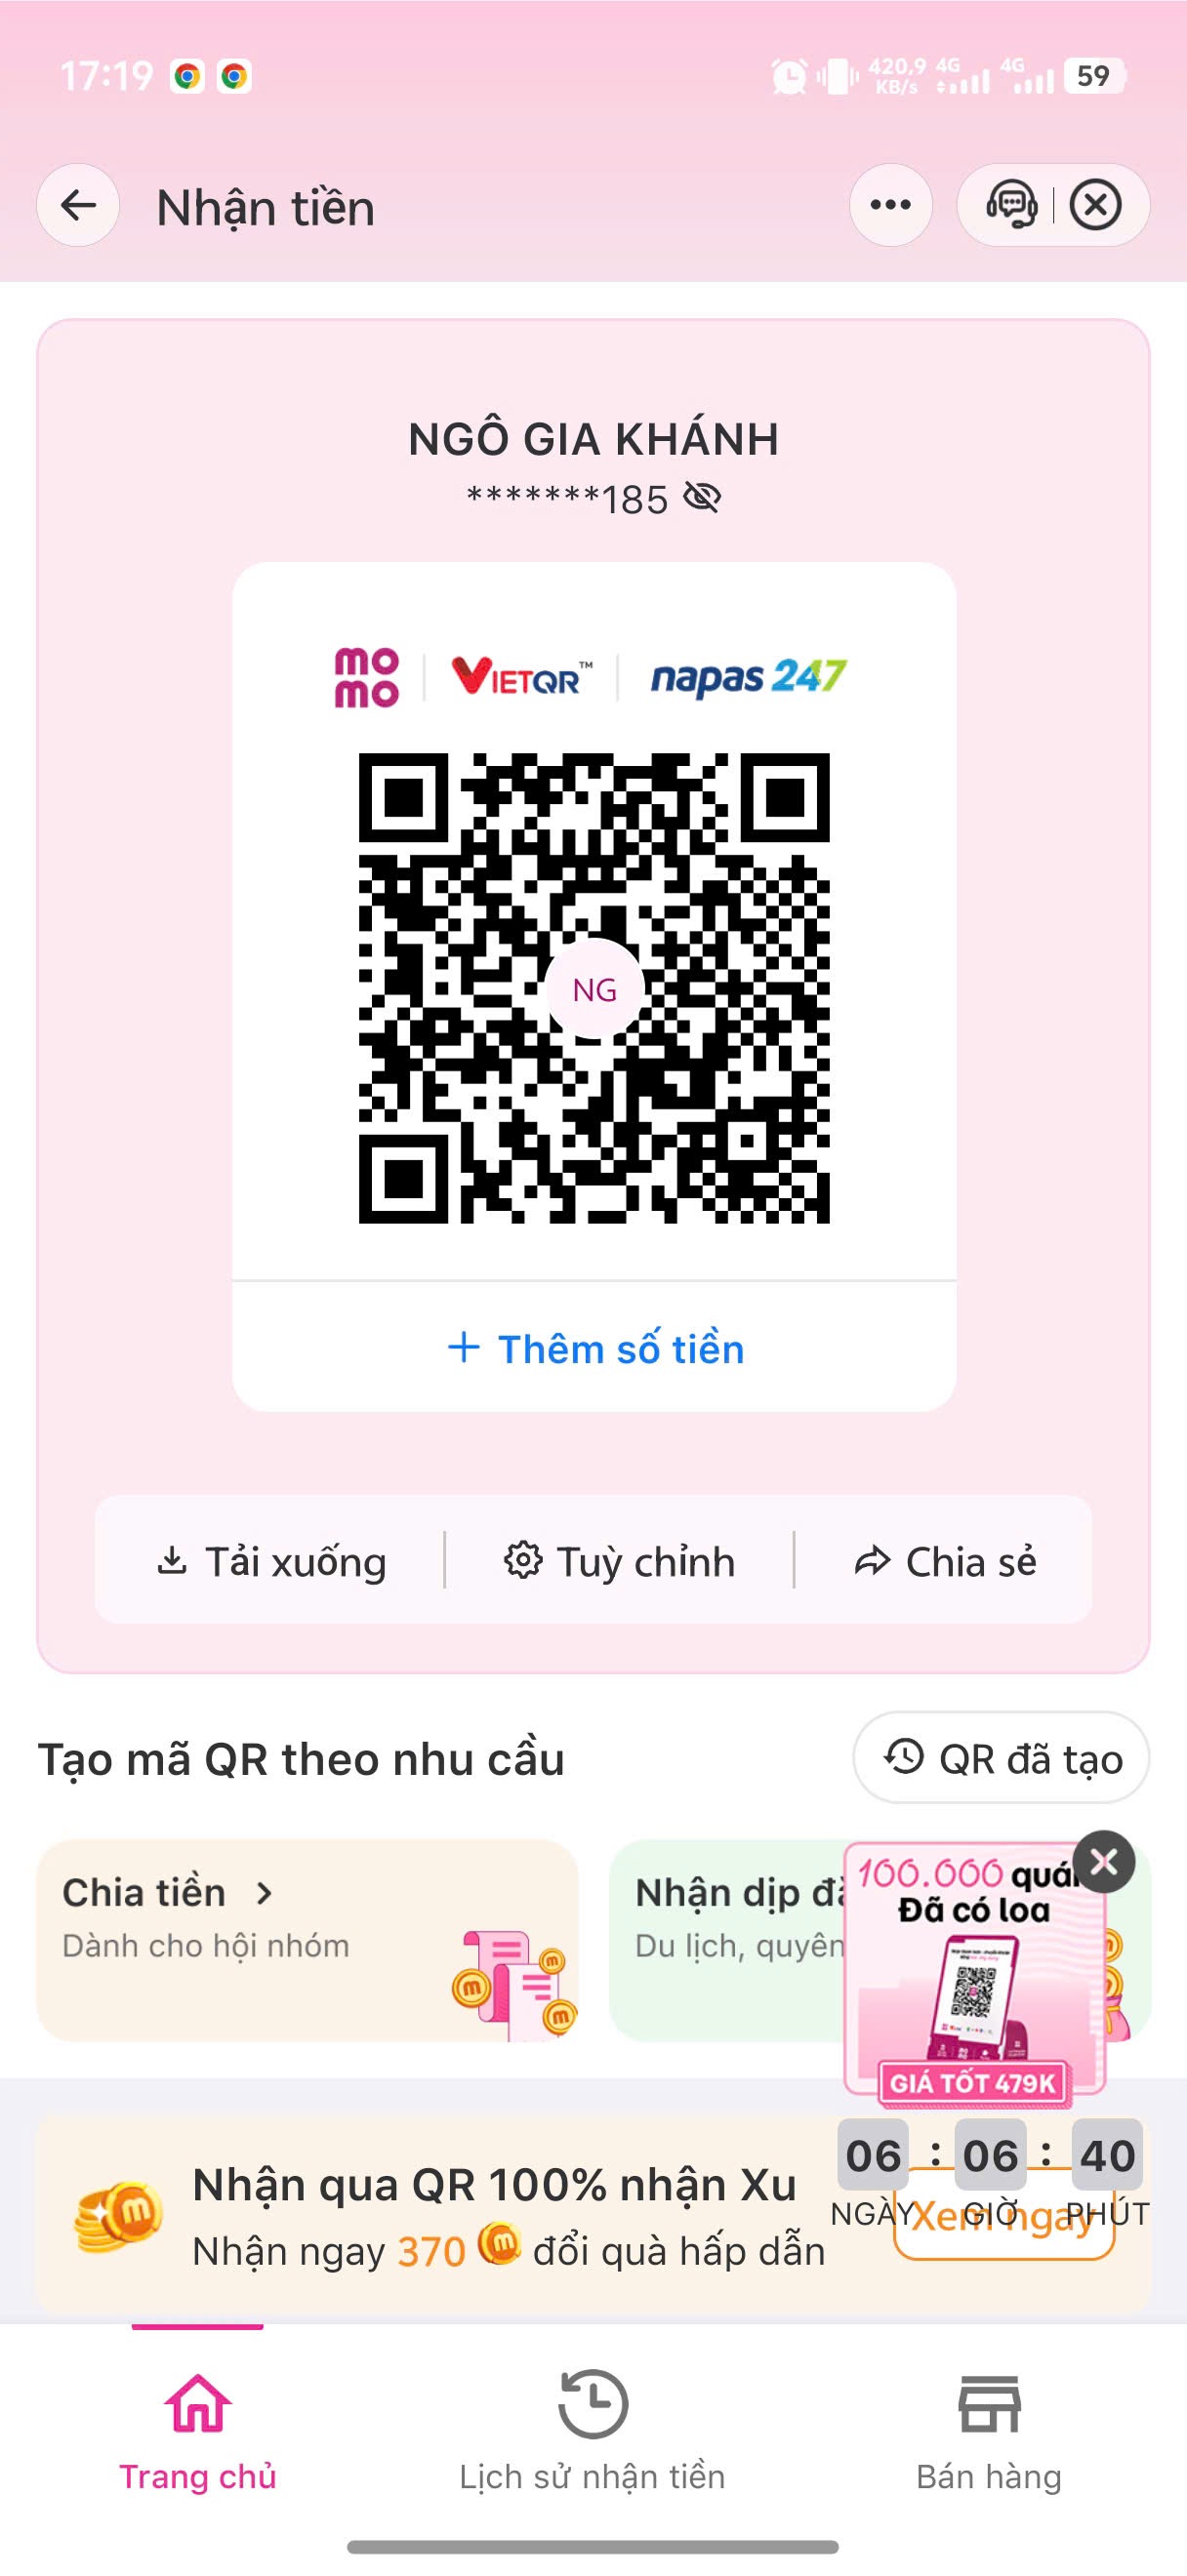 17:19
420,9 KB/s 4G 4G 59
Nhận tiền
NGÔ GIA KHÁNH
*******185
mo mo VIETQR™ napas 247
NG
+ Thêm số tiền
Tải xuống Tuỳ chỉnh Chia sẻ
Tạo mã QR theo nhu cầu
QR đã tạo
Chia tiền
Dành cho hội nhóm
Nhận dịp
Du lịch, quyên
100.000
Đã có loa
GIÁ TỐT 479K
06 : 06 : 40
NGÀY GIỜ PHÚT
Nhận qua QR 100% nhận Xu
Nhận ngay 370 đổi quà hấp dẫn
Xem ngay
Trang chủ
Lịch sử nhận tiền
Bán hàng